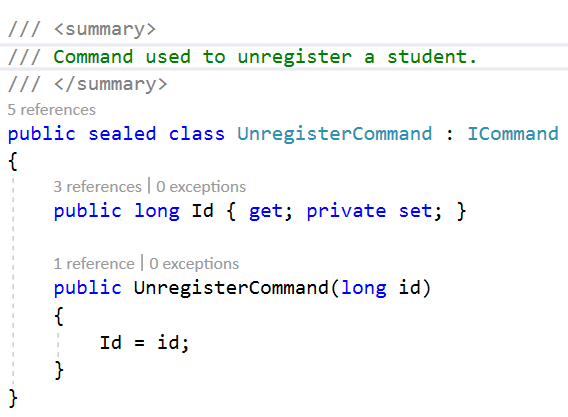 /// <summary>
/// Command used to unregister a student.
/// </summary>
5 references
public sealed class UnregisterCommand : ICommand
{
3 references | 0 exceptions
public long Id { get; private set; }
1 reference | 0 exceptions
public UnregisterCommand(long id)
{
Id = id;
}
}